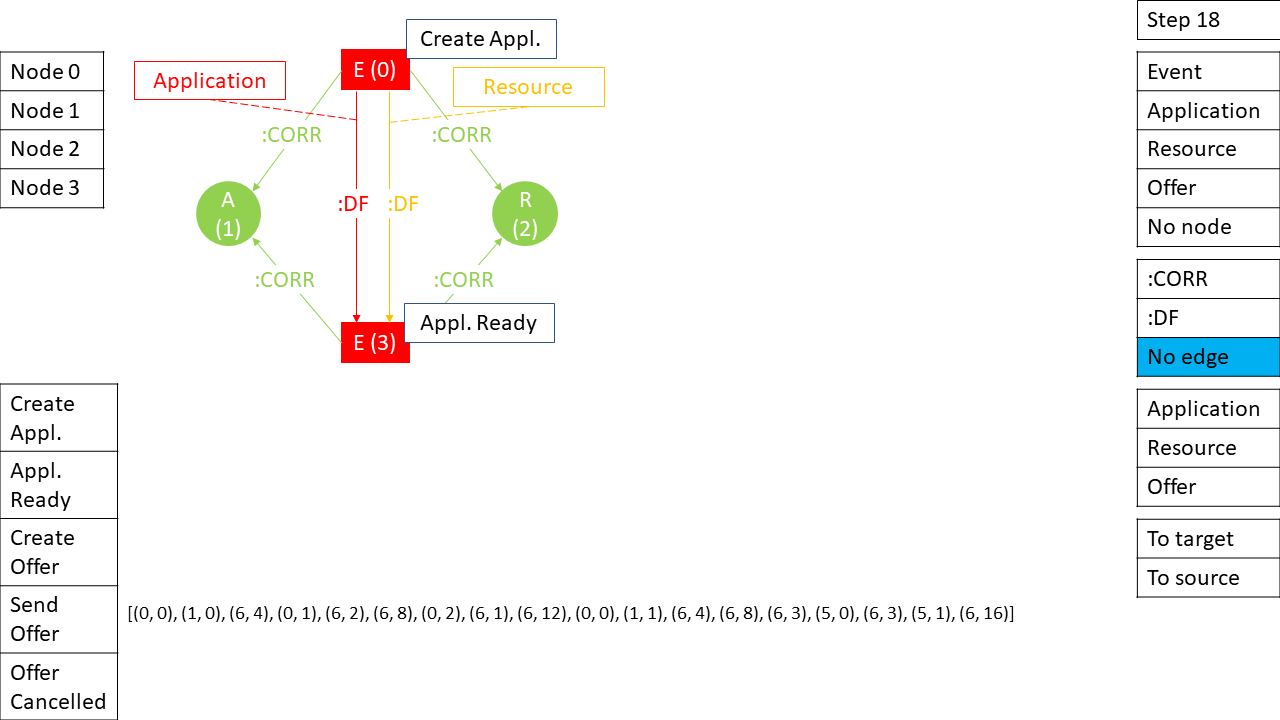 Step 18
Create Appl.
Node 0
Node 1
Node 2
Node 3
Application
E (0)
Resource
:CORR
:CORR
A
(1)
:DF
:DF
R
(2)
:CORR
:CORR
Appl. Ready
E (3)
Event
Application
Resource
Offer
No node
:CORR
:DF
No edge
Application
Resource
Offer
To target
To source
Create
Appl.
Appl.
Ready
Create
Offer
Send
Offer
Offer
Cancelled
[(0, 0), (1, 0), (6, 4), (0, 1), (6, 2), (6, 8), (0, 2), (6, 1), (6, 12), (0, 0), (1, 1), (6, 4), (6, 8), (6, 3), (5, 0), (6, 3), (5, 1), (6, 16)]